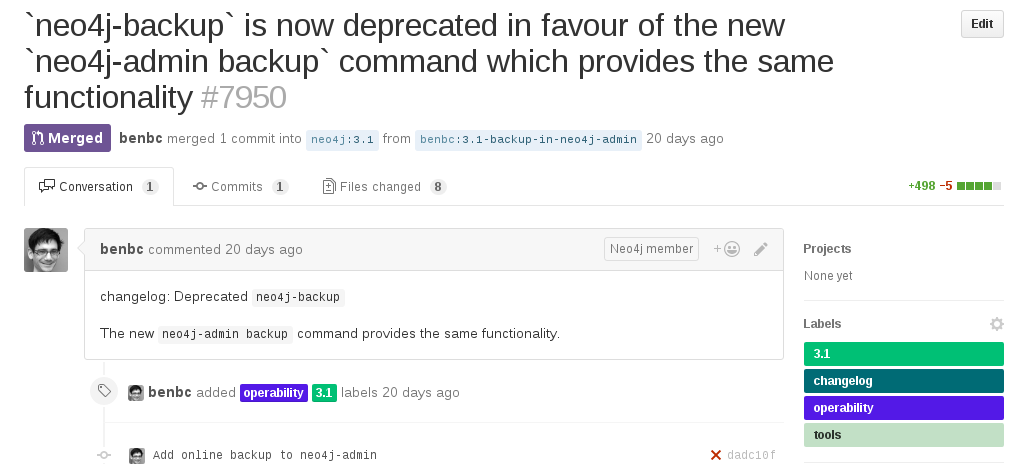 `neo4j-backup` is now deprecated in favour of the new
Edit
`neo4j-admin backup` command which provides the same
functionality #7950
Merged benbc merged 1 commit into neo4j:3.1 from benbc:3.1-backup-in-neo4j-admin 20 days ago
Conversation 1 Commits 1 Files changed 8 +498 −5
benbc commented 20 days ago Neo4j member +
Projects
None yet
changelog: Deprecated neo4j-backup
The new neo4j-admin backup command provides the same functionality.
Labels
3.1
changelog
operability
tools
benbc added operability 3.1 labels 20 days ago
Add online backup to neo4j-admin dadc10f